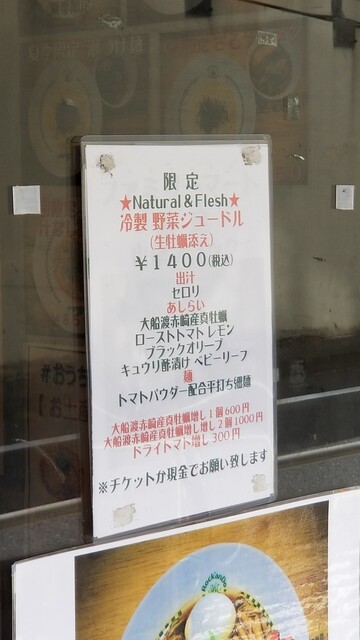 限定
★Natural&Flesh★
冷製 野菜ジュードル
(生牡蠣添え)
¥1400(税込)
出汁
セロリ
あしらい
大船渡赤崎産真牡蠣
ローストトマト レモン
ブラックオリーブ
キュウリ酢漬け ベビーリーフ
麺
トマトパウダー配合平打ち細麺
大船渡赤崎産真牡蠣増し1個600円
大船渡赤崎産真牡蠣増し増し2個1000円
ドライトマト増し300円
※チケットか現金でお願い致します